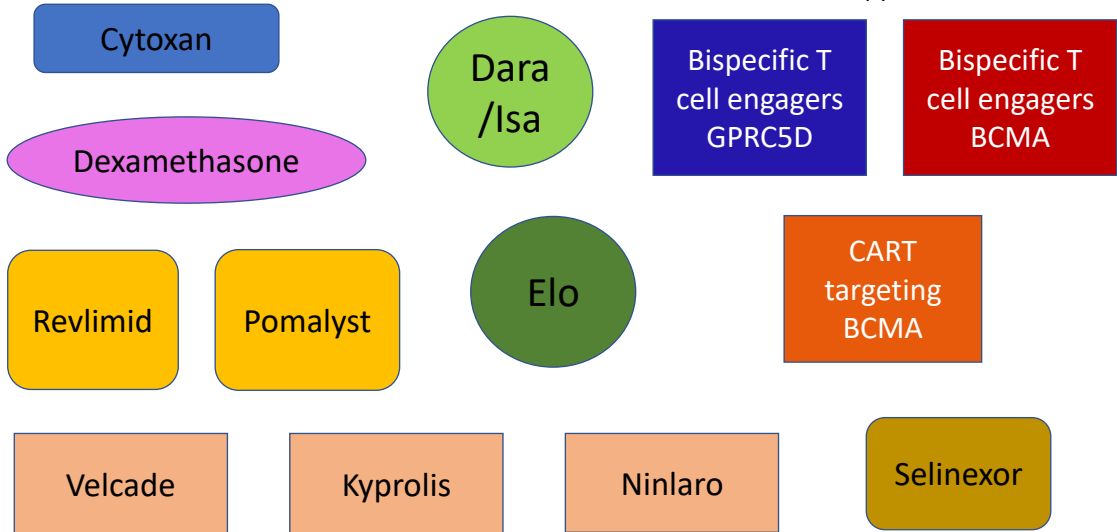 Cytoxan
Dara
/Isa
Bispecific T
cell engagers
GPRC5D
Bispecific T
cell engagers
BCMA
Dexamethasone
Revlimid
Pomalyst
Elo
CART
targeting
BCMA
Velcade
Kyprolis
Ninlaro
Selinexor